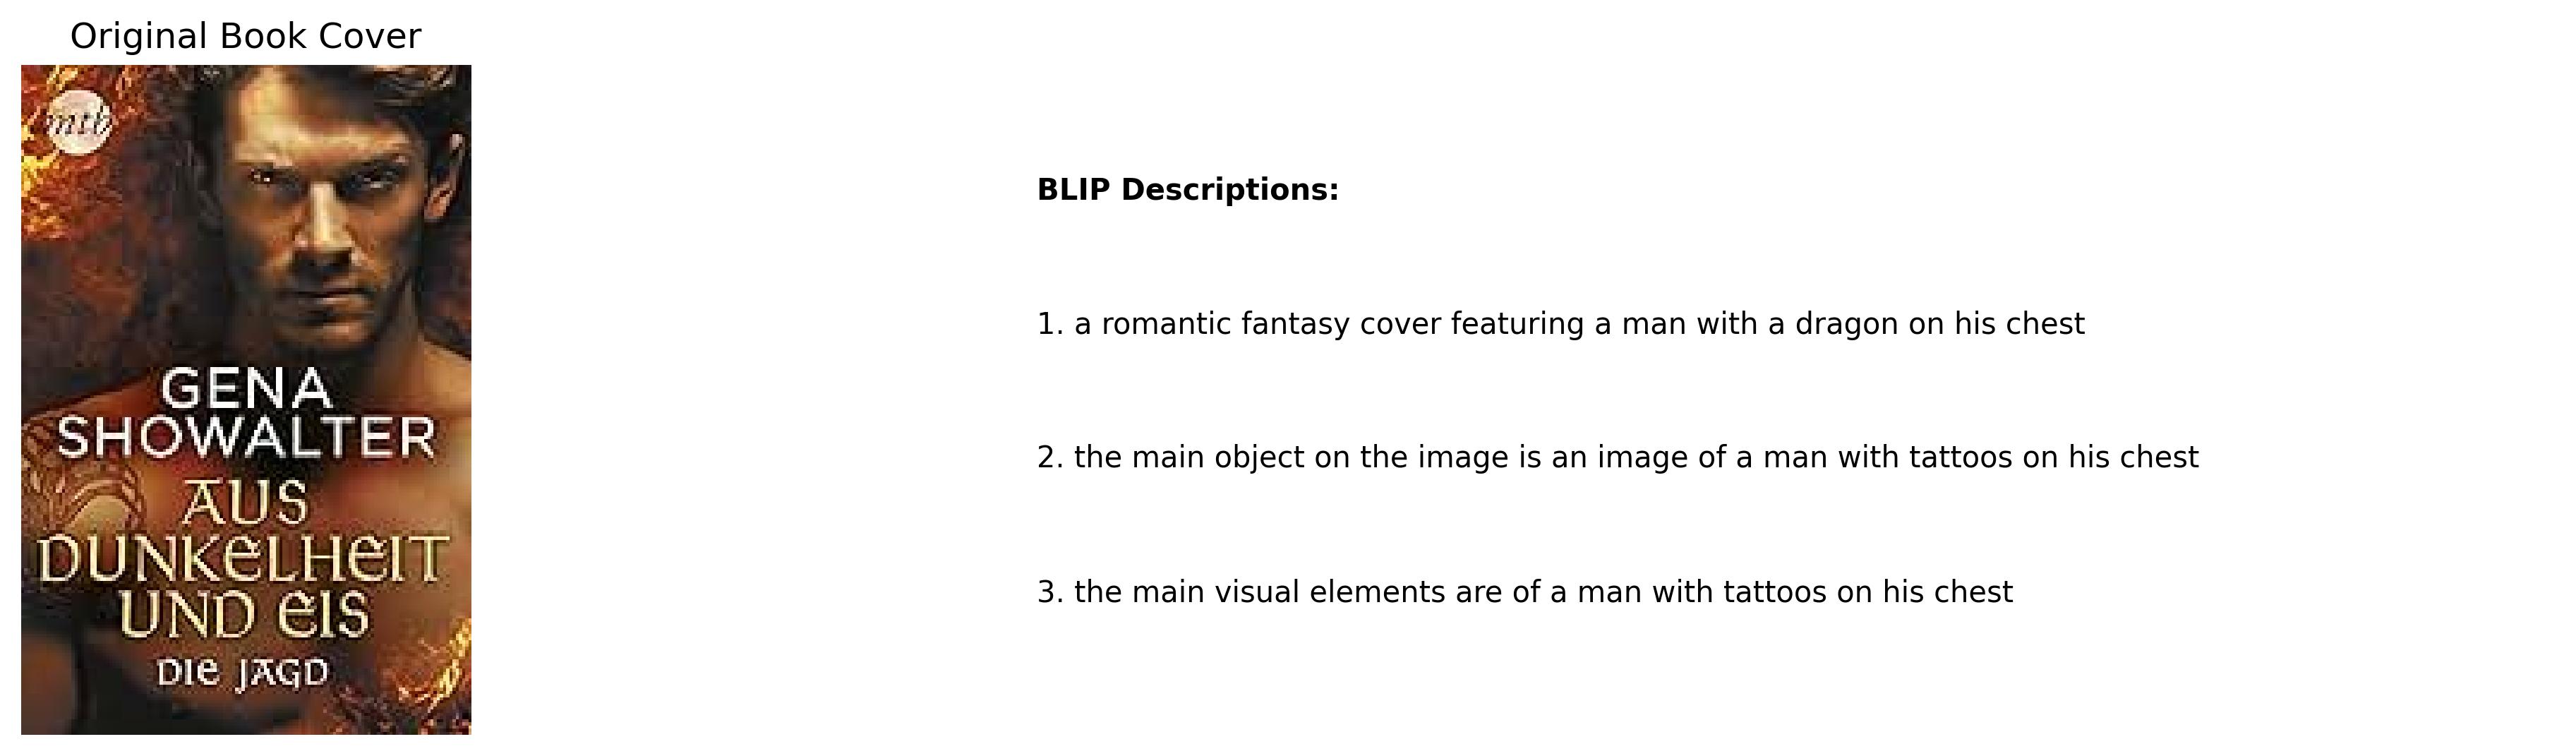 Original Book Cover
mtb
GENA
SHOWALTER
AUS
DUNKELHEIT
UND EIS
DIE JAGD
BLIP Descriptions:
1. a romantic fantasy cover featuring a man with a dragon on his chest
2. the main object on the image is an image of a man with tattoos on his chest
3. the main visual elements are of a man with tattoos on his chest